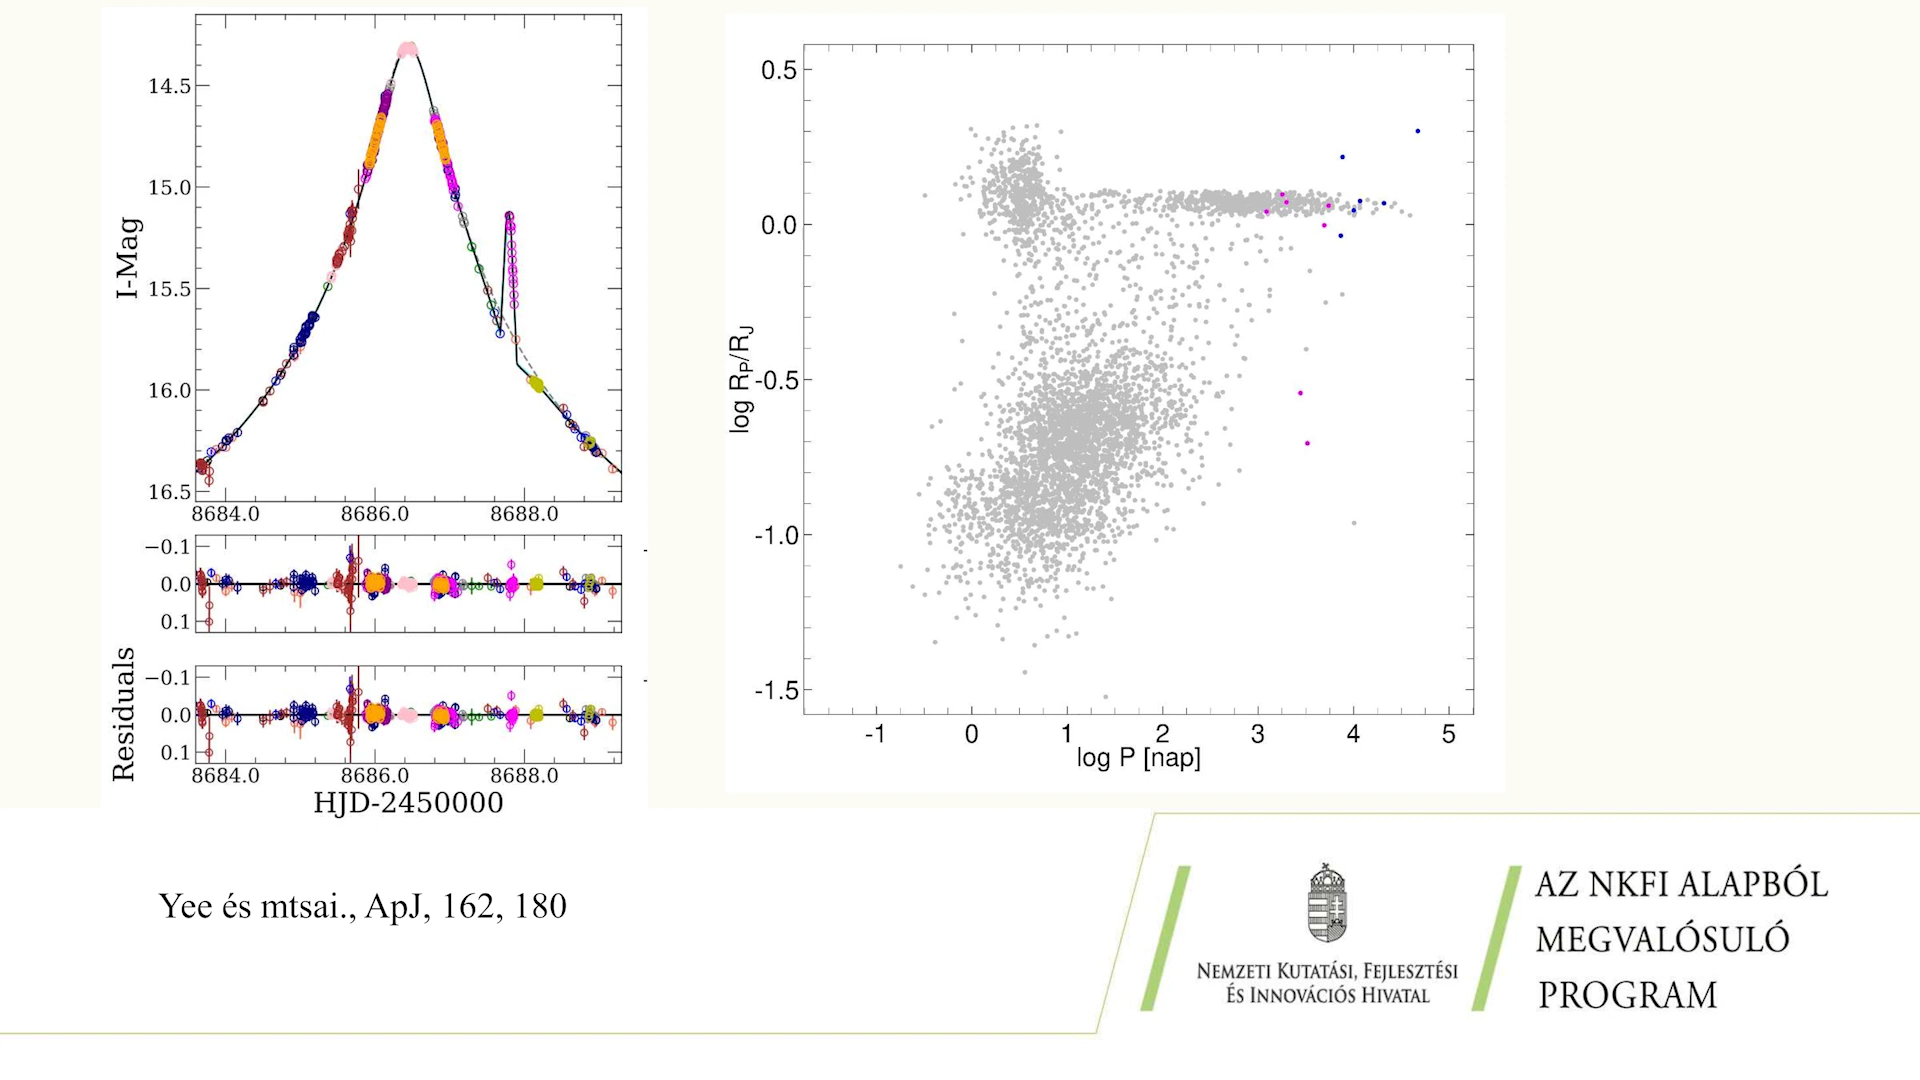 14.5
15.0
15.5
16.0
16.5
I-Mag
8684.0 8686.0 8688.0
−0.1
0.0
0.1
−0.1
0.0
0.1
Residuals
8684.0 8686.0 8688.0
HJD-2450000
0.5
0.0
-0.5
-1.0
-1.5
log RP/RJ
-1 0 1 2 3 4 5
log P [nap]
Yee és mtsai., ApJ, 162, 180
NEMZETI KUTATÁSI, FEJLESZTÉSI
ÉS INNOVÁCIÓS HIVATAL
AZ NKFI ALAPBÓL
MEGVALÓSULÓ
PROGRAM